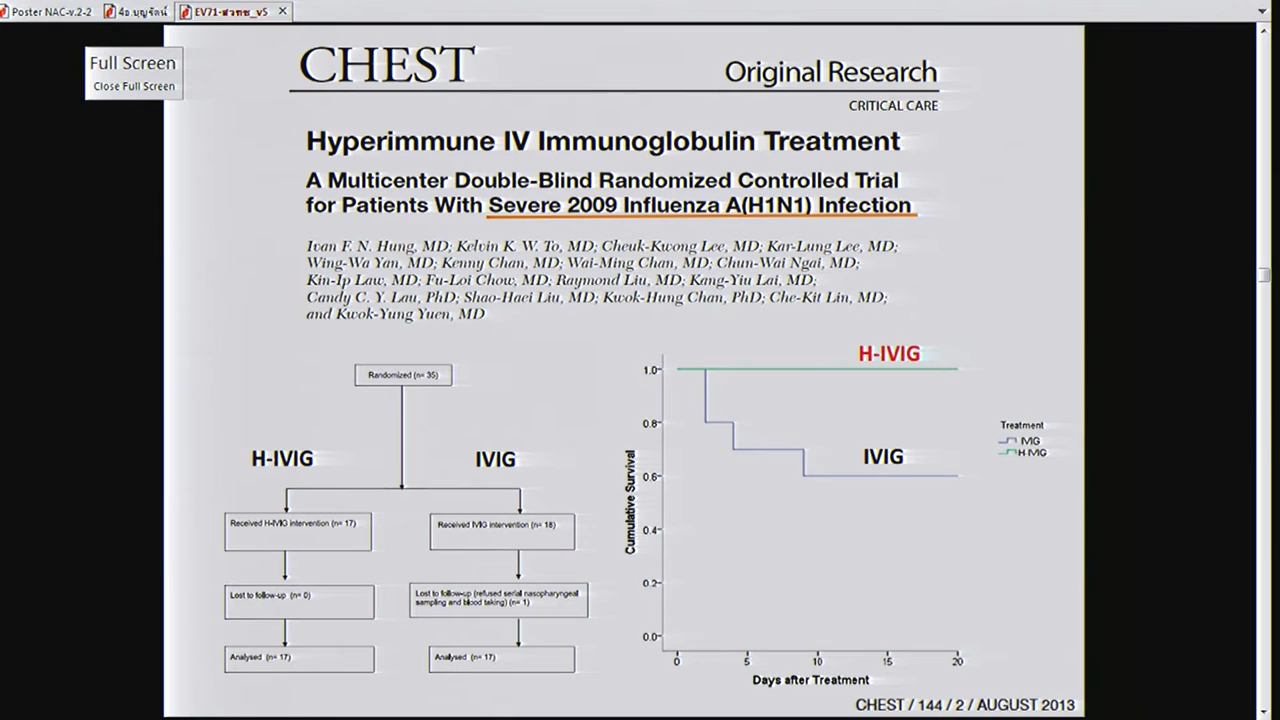 Poster NAC-v.2-2
4อ.บุญรัตน์
EV71-สวทช_v5
Full Screen
Close Full Screen
CHEST
Original Research
CRITICAL CARE
Hyperimmune IV Immunoglobulin Treatment
A Multicenter Double-Blind Randomized Controlled Trial
for Patients With Severe 2009 Influenza A(H1N1) Infection
Ivan F. N. Hung, MD; Kelvin K. W. To, MD; Cheuk-Kwong Lee, MD; Kar-Lung Lee, MD;
Wing-Wa Yan, MD; Kenny Chan, MD; Wai-Ming Chan, MD; Chun-Wai Ngai, MD;
Kin-Ip Law, MD; Fu-Loi Chow, MD; Raymond Liu, MD; Kang-Yiu Lai, MD;
Candy C. Y. Lau, PhD; Shao-Haei Liu, MD; Kwok-Hung Chan, PhD; Che-Kit Lin, MD;
and Kwok-Yung Yuen, MD
Randomized (n= 35)
H-IVIG
IVIG
Received H-IVIG intervention (n= 17)
Received IVIG intervention (n= 18)
Lost to follow-up (n= 0)
Lost to follow-up (refused serial nasopharyngeal
sampling and blood taking) (n= 1)
Analysed (n= 17)
Analysed (n= 17)
H-IVIG
IVIG
Treatment
IVIG
H-IVIG
Cumulative Survival
1.0
0.8
0.6
0.4
0.2
0.0
0 5 10 15 20
Days after Treatment
CHEST / 144 / 2 / AUGUST 2013